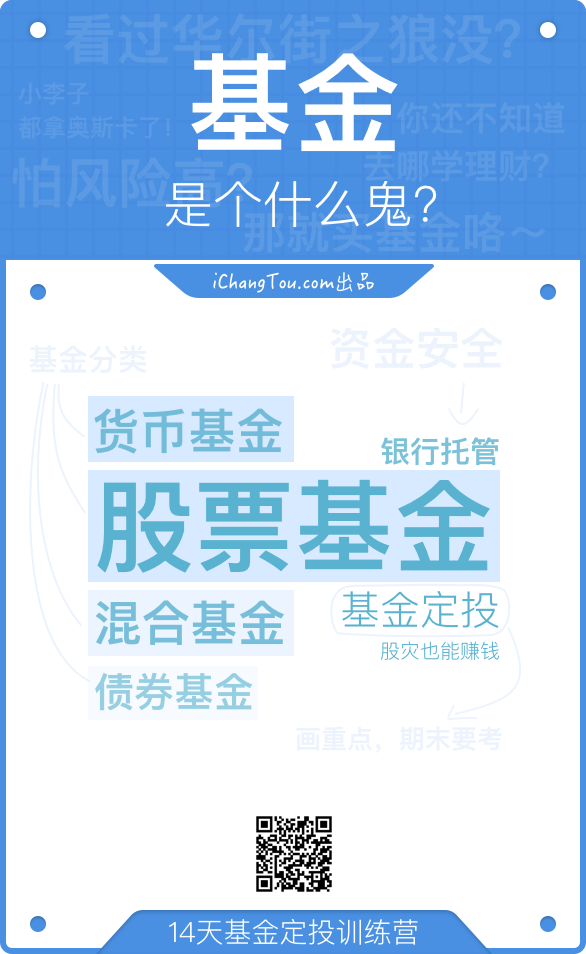 看过华尔街之狼没?
小李子
都拿奥斯卡了!
基金
你还不知道
去哪学理财?
怕风险高?
是个什么鬼?
那就买基金咯～
iChangTou.com出品
基金分类
资金安全
货币基金
银行托管
股票基金
混合基金
基金定投
股灾也能赚钱
债券基金
画重点，期末要考
14天基金定投训练营